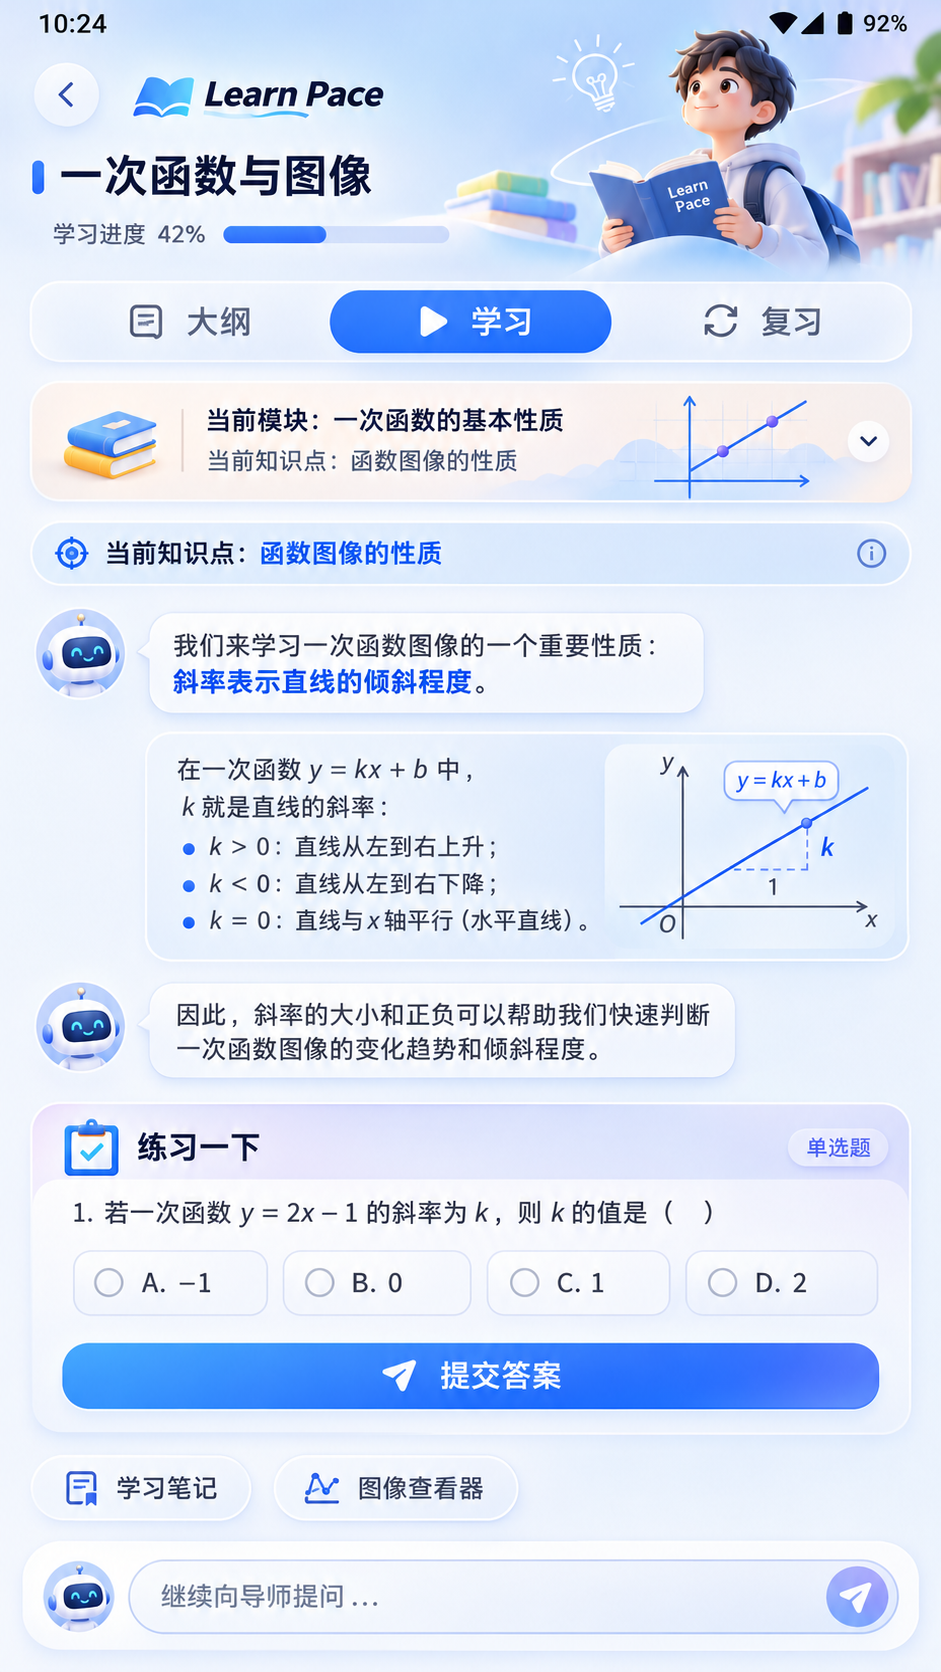 10:24
92%
Learn Pace
Learn
Pace
一次函数与图像
学习进度 42%
大纲
学习
复习
当前模块：一次函数的基本性质
当前知识点：函数图像的性质
当前知识点：函数图像的性质
我们来学习一次函数图像的一个重要性质：
斜率表示直线的倾斜程度。
在一次函数 y = kx + b 中，
k 就是直线的斜率：
• k > 0：直线从左到右上升；
• k < 0：直线从左到右下降；
• k = 0：直线与x轴平行（水平直线）。
y
y = kx + b
k
1
O
x
因此，斜率的大小和正负可以帮助我们快速判断
一次函数图像的变化趋势和倾斜程度。
练习一下
单选题
1. 若一次函数 y = 2x − 1 的斜率为 k，则 k 的值是（　）
A. −1
B. 0
C. 1
D. 2
提交答案
学习笔记
图像查看器
继续向导师提问 ...